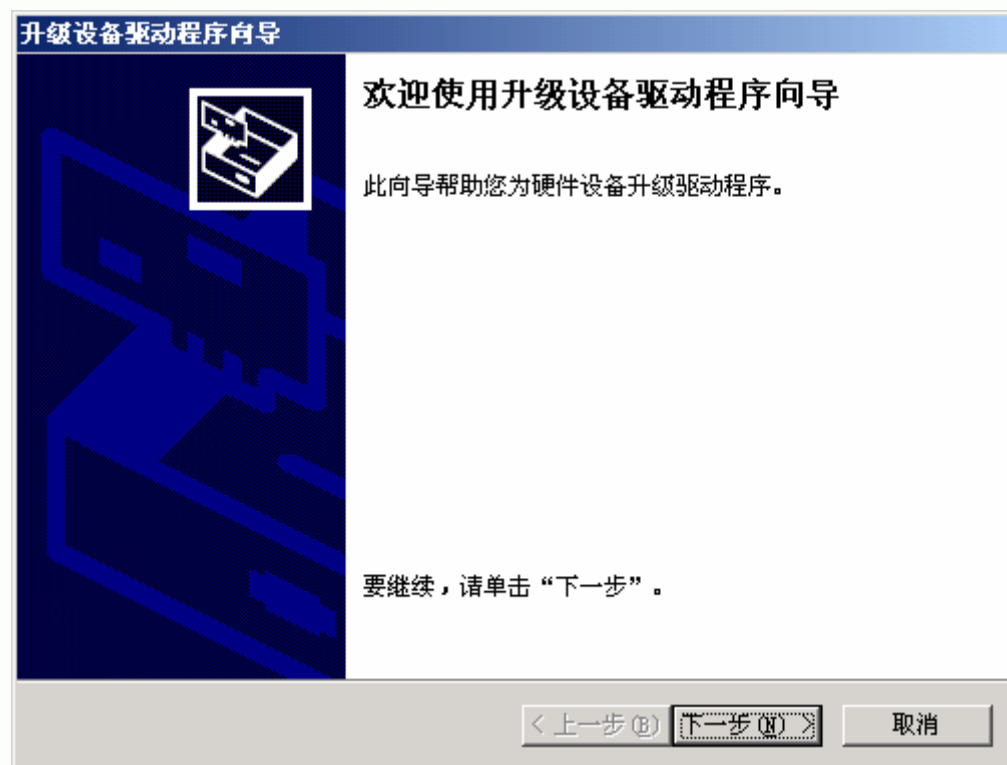 升级设备驱动程序向导
欢迎使用升级设备驱动程序向导
此向导帮助您为硬件设备升级驱动程序。
要继续，请单击“下一步”。
< 上一步(B) 下一步(N) > 取消